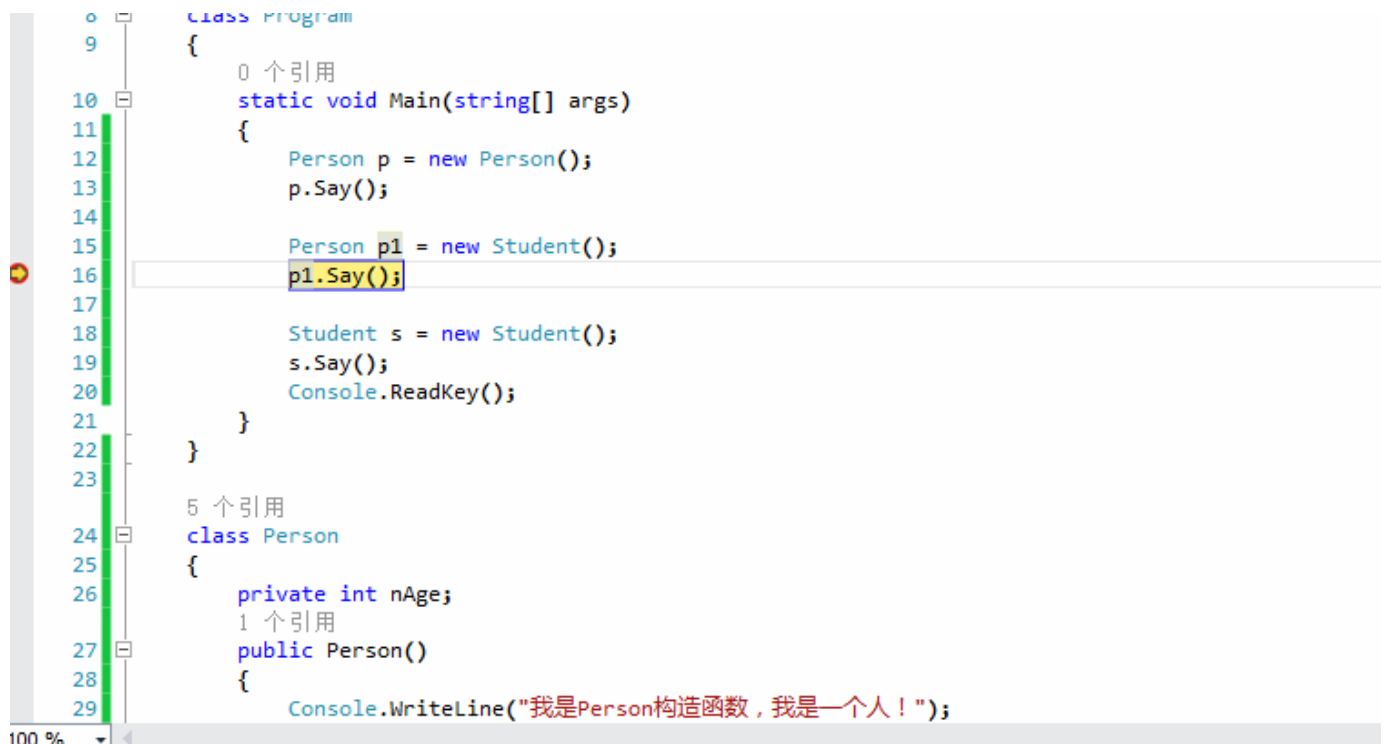 8 class Program
9 {
0 个引用
10 static void Main(string[] args)
11 {
12 Person p = new Person();
13 p.Say();
14
15 Person p1 = new Student();
16 p1.Say();
17
18 Student s = new Student();
19 s.Say();
20 Console.ReadKey();
21 }
22 }
23
5 个引用
24 class Person
25 {
26 private int nAge;
1 个引用
27 public Person()
28 {
29 Console.WriteLine("我是Person构造函数，我是一个人！");
100 %